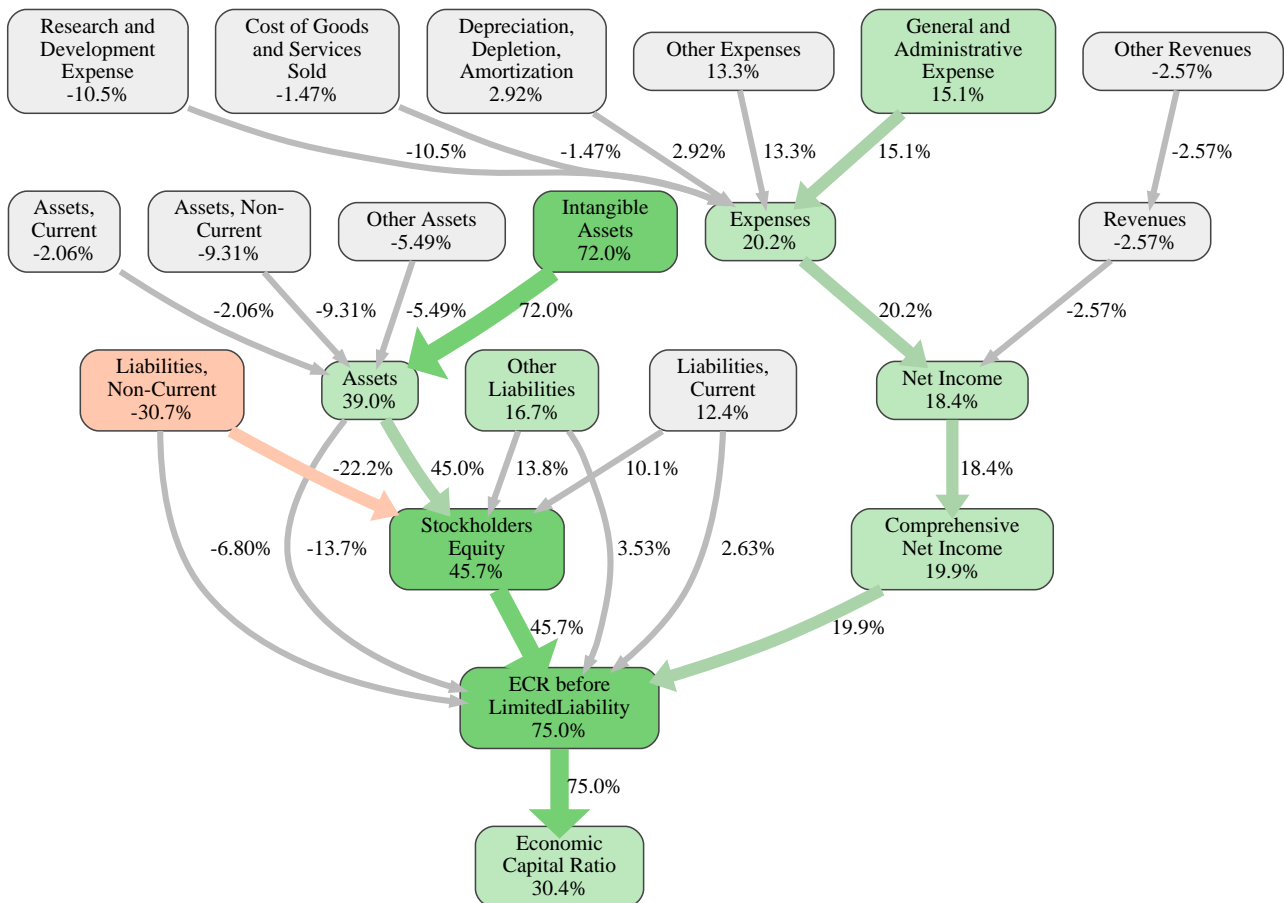 Research and
Development
Expense
-10.5%
Cost of Goods
and Services
Sold
-1.47%
Depreciation,
Depletion,
Amortization
2.92%
Other Expenses
13.3%
General and
Administrative
Expense
15.1%
Other Revenues
-2.57%
-10.5%
-1.47%
2.92%
13.3%
15.1%
-2.57%
Assets,
Current
-2.06%
Assets, Non-
Current
-9.31%
Other Assets
-5.49%
Intangible
Assets
72.0%
Expenses
20.2%
Revenues
-2.57%
-2.06%
-9.31%
-5.49%
72.0%
20.2%
-2.57%
Liabilities,
Non-Current
-30.7%
Assets
39.0%
Other
Liabilities
16.7%
Liabilities,
Current
12.4%
Net Income
18.4%
-22.2%
45.0%
13.8%
10.1%
18.4%
Stockholders
Equity
45.7%
Comprehensive
Net Income
19.9%
-6.80%
-13.7%
3.53%
2.63%
45.7%
19.9%
ECR before
LimitedLiability
75.0%
75.0%
Economic
Capital Ratio
30.4%